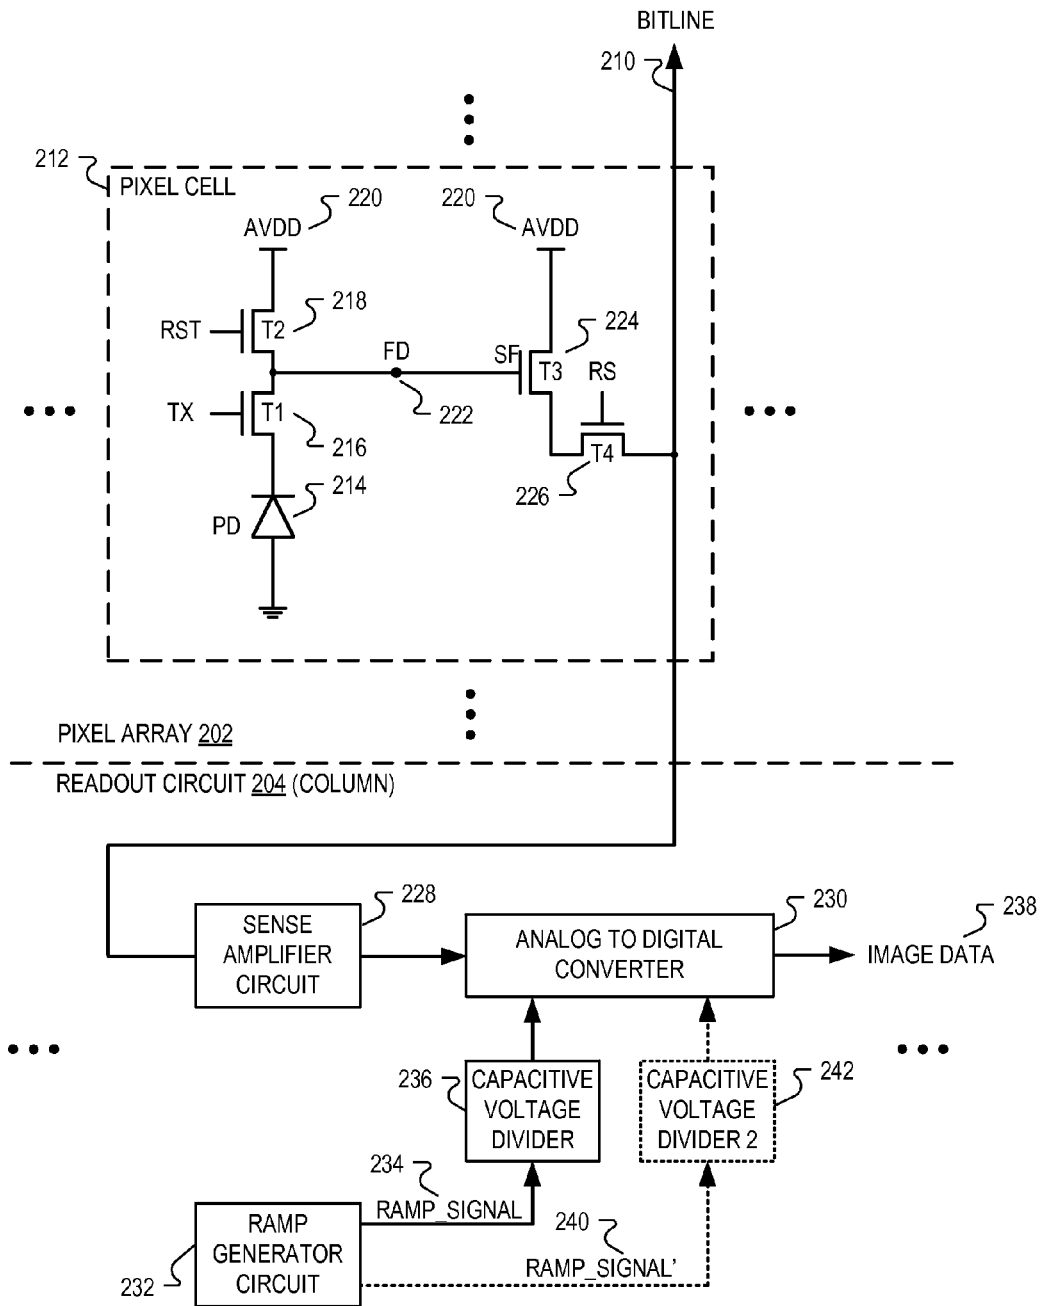 BITLINE
210
212
PIXEL CELL
220
AVDD
220
AVDD
218
RST
T2
224
FD
SF
T3
RS
222
TX
T1
216
T4
226
214
PD
PIXEL ARRAY 202
READOUT CIRCUIT 204 (COLUMN)
228
SENSE
AMPLIFIER
CIRCUIT
230
ANALOG TO DIGITAL
CONVERTER
238
IMAGE DATA
236
CAPACITIVE
VOLTAGE
DIVIDER
242
CAPACITIVE
VOLTAGE
DIVIDER 2
234
RAMP_SIGNAL
240
RAMP_SIGNAL'
RAMP
GENERATOR
CIRCUIT
232